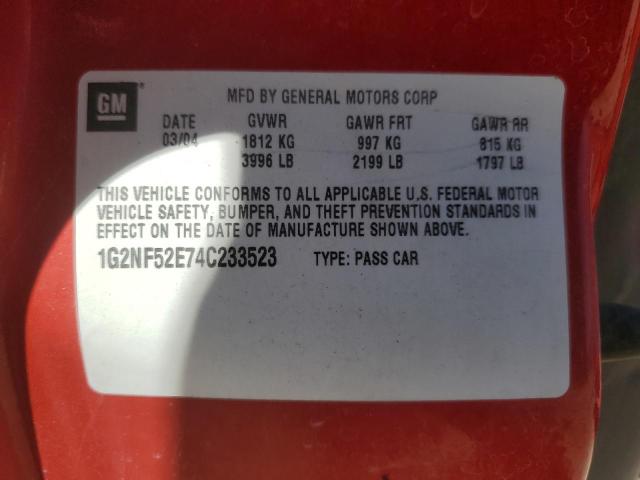 GM
MFD BY GENERAL MOTORS CORP
DATE GVWR GAWR FRT GAWR RR
03/04 1812 KG 997 KG 815 KG
3996 LB 2199 LB 1797 LB
THIS VEHICLE CONFORMS TO ALL APPLICABLE U.S. FEDERAL MOTOR
VEHICLE SAFETY, BUMPER, AND THEFT PREVENTION STANDARDS IN
EFFECT ON THE DATE OF MANUFACTURE SHOWN ABOVE.
1G2NF52E74C233523 TYPE: PASS CAR